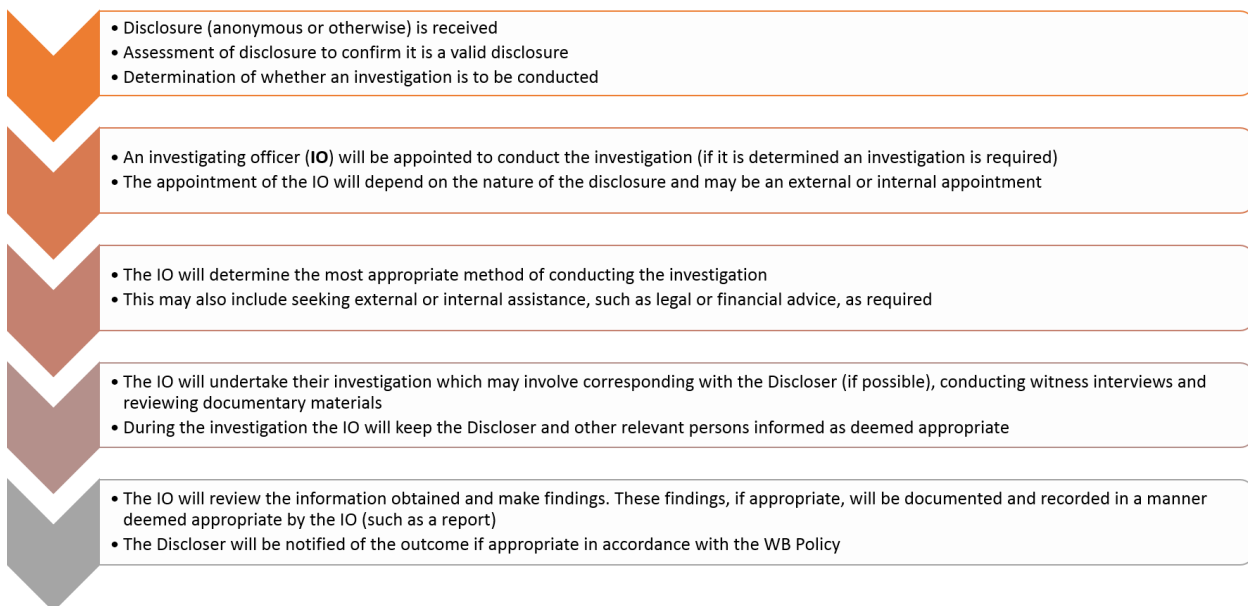 • Disclosure (anonymous or otherwise) is received
• Assessment of disclosure to confirm it is a valid disclosure
• Determination of whether an investigation is to be conducted
• An investigating officer (IO) will be appointed to conduct the investigation (if it is determined an investigation is required)
• The appointment of the IO will depend on the nature of the disclosure and may be an external or internal appointment
• The IO will determine the most appropriate method of conducting the investigation
• This may also include seeking external or internal assistance, such as legal or financial advice, as required
• The IO will undertake their investigation which may involve corresponding with the Discloser (if possible), conducting witness interviews and
reviewing documentary materials
• During the investigation the IO will keep the Discloser and other relevant persons informed as deemed appropriate
• The IO will review the information obtained and make findings. These findings, if appropriate, will be documented and recorded in a manner
deemed appropriate by the IO (such as a report)
• The Discloser will be notified of the outcome if appropriate in accordance with the WB Policy